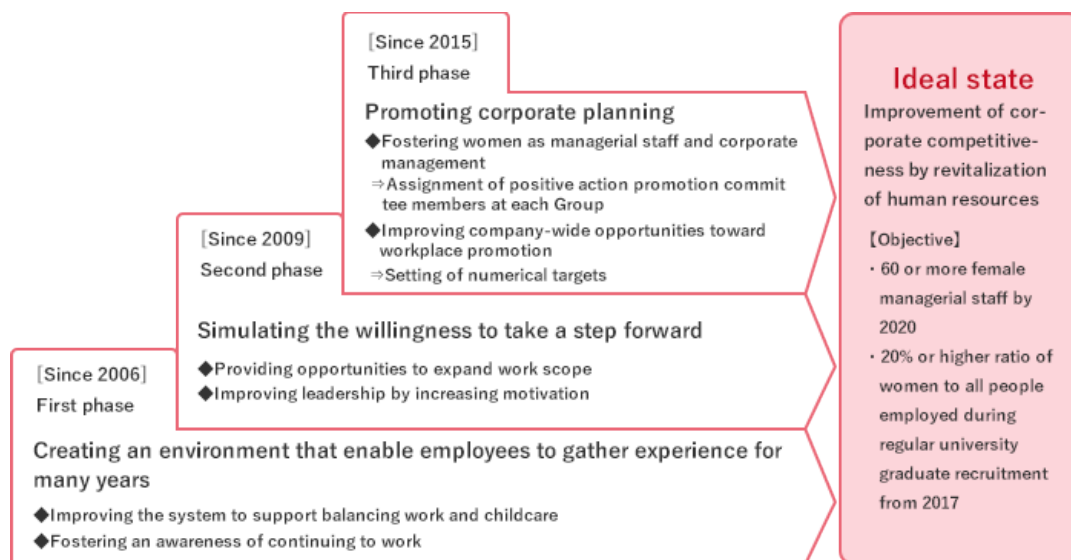 [Since 2015]
Third phase
Promoting corporate planning
◆Fostering women as managerial staff and corporate
management
⇒Assignment of positive action promotion commit
tee members at each Group
◆Improving company-wide opportunities toward
workplace promotion
⇒Setting of numerical targets
[Since 2009]
Second phase
Simulating the willingness to take a step forward
◆Providing opportunities to expand work scope
◆Improving leadership by increasing motivation
[Since 2006]
First phase
Creating an environment that enable employees to gather experience for
many years
◆Improving the system to support balancing work and childcare
◆Fostering an awareness of continuing to work
Ideal state
Improvement of cor-
porate competitive-
ness by revitalization
of human resources
【Objective】
・60 or more female
managerial staff by
2020
・20% or higher ratio of
women to all people
employed during
regular university
graduate recruitment
from 2017